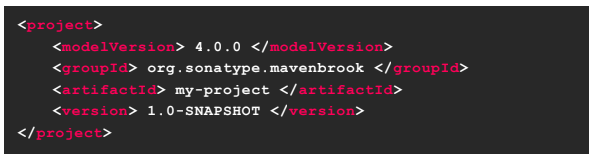 <project>
<modelVersion> 4.0.0 </modelVersion>
<groupId> org.sonatype.mavenbrook </groupId>
<artifactId> my-project </artifactId>
<version> 1.0-SNAPSHOT </version>
</project>